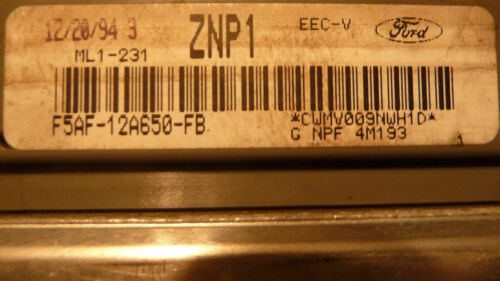 12/20/94 3 ZNP1 EEC-V Ford
ML1-231
F5AF-12A650-FB *CWMV009NWH1D*
G NPF 4M193